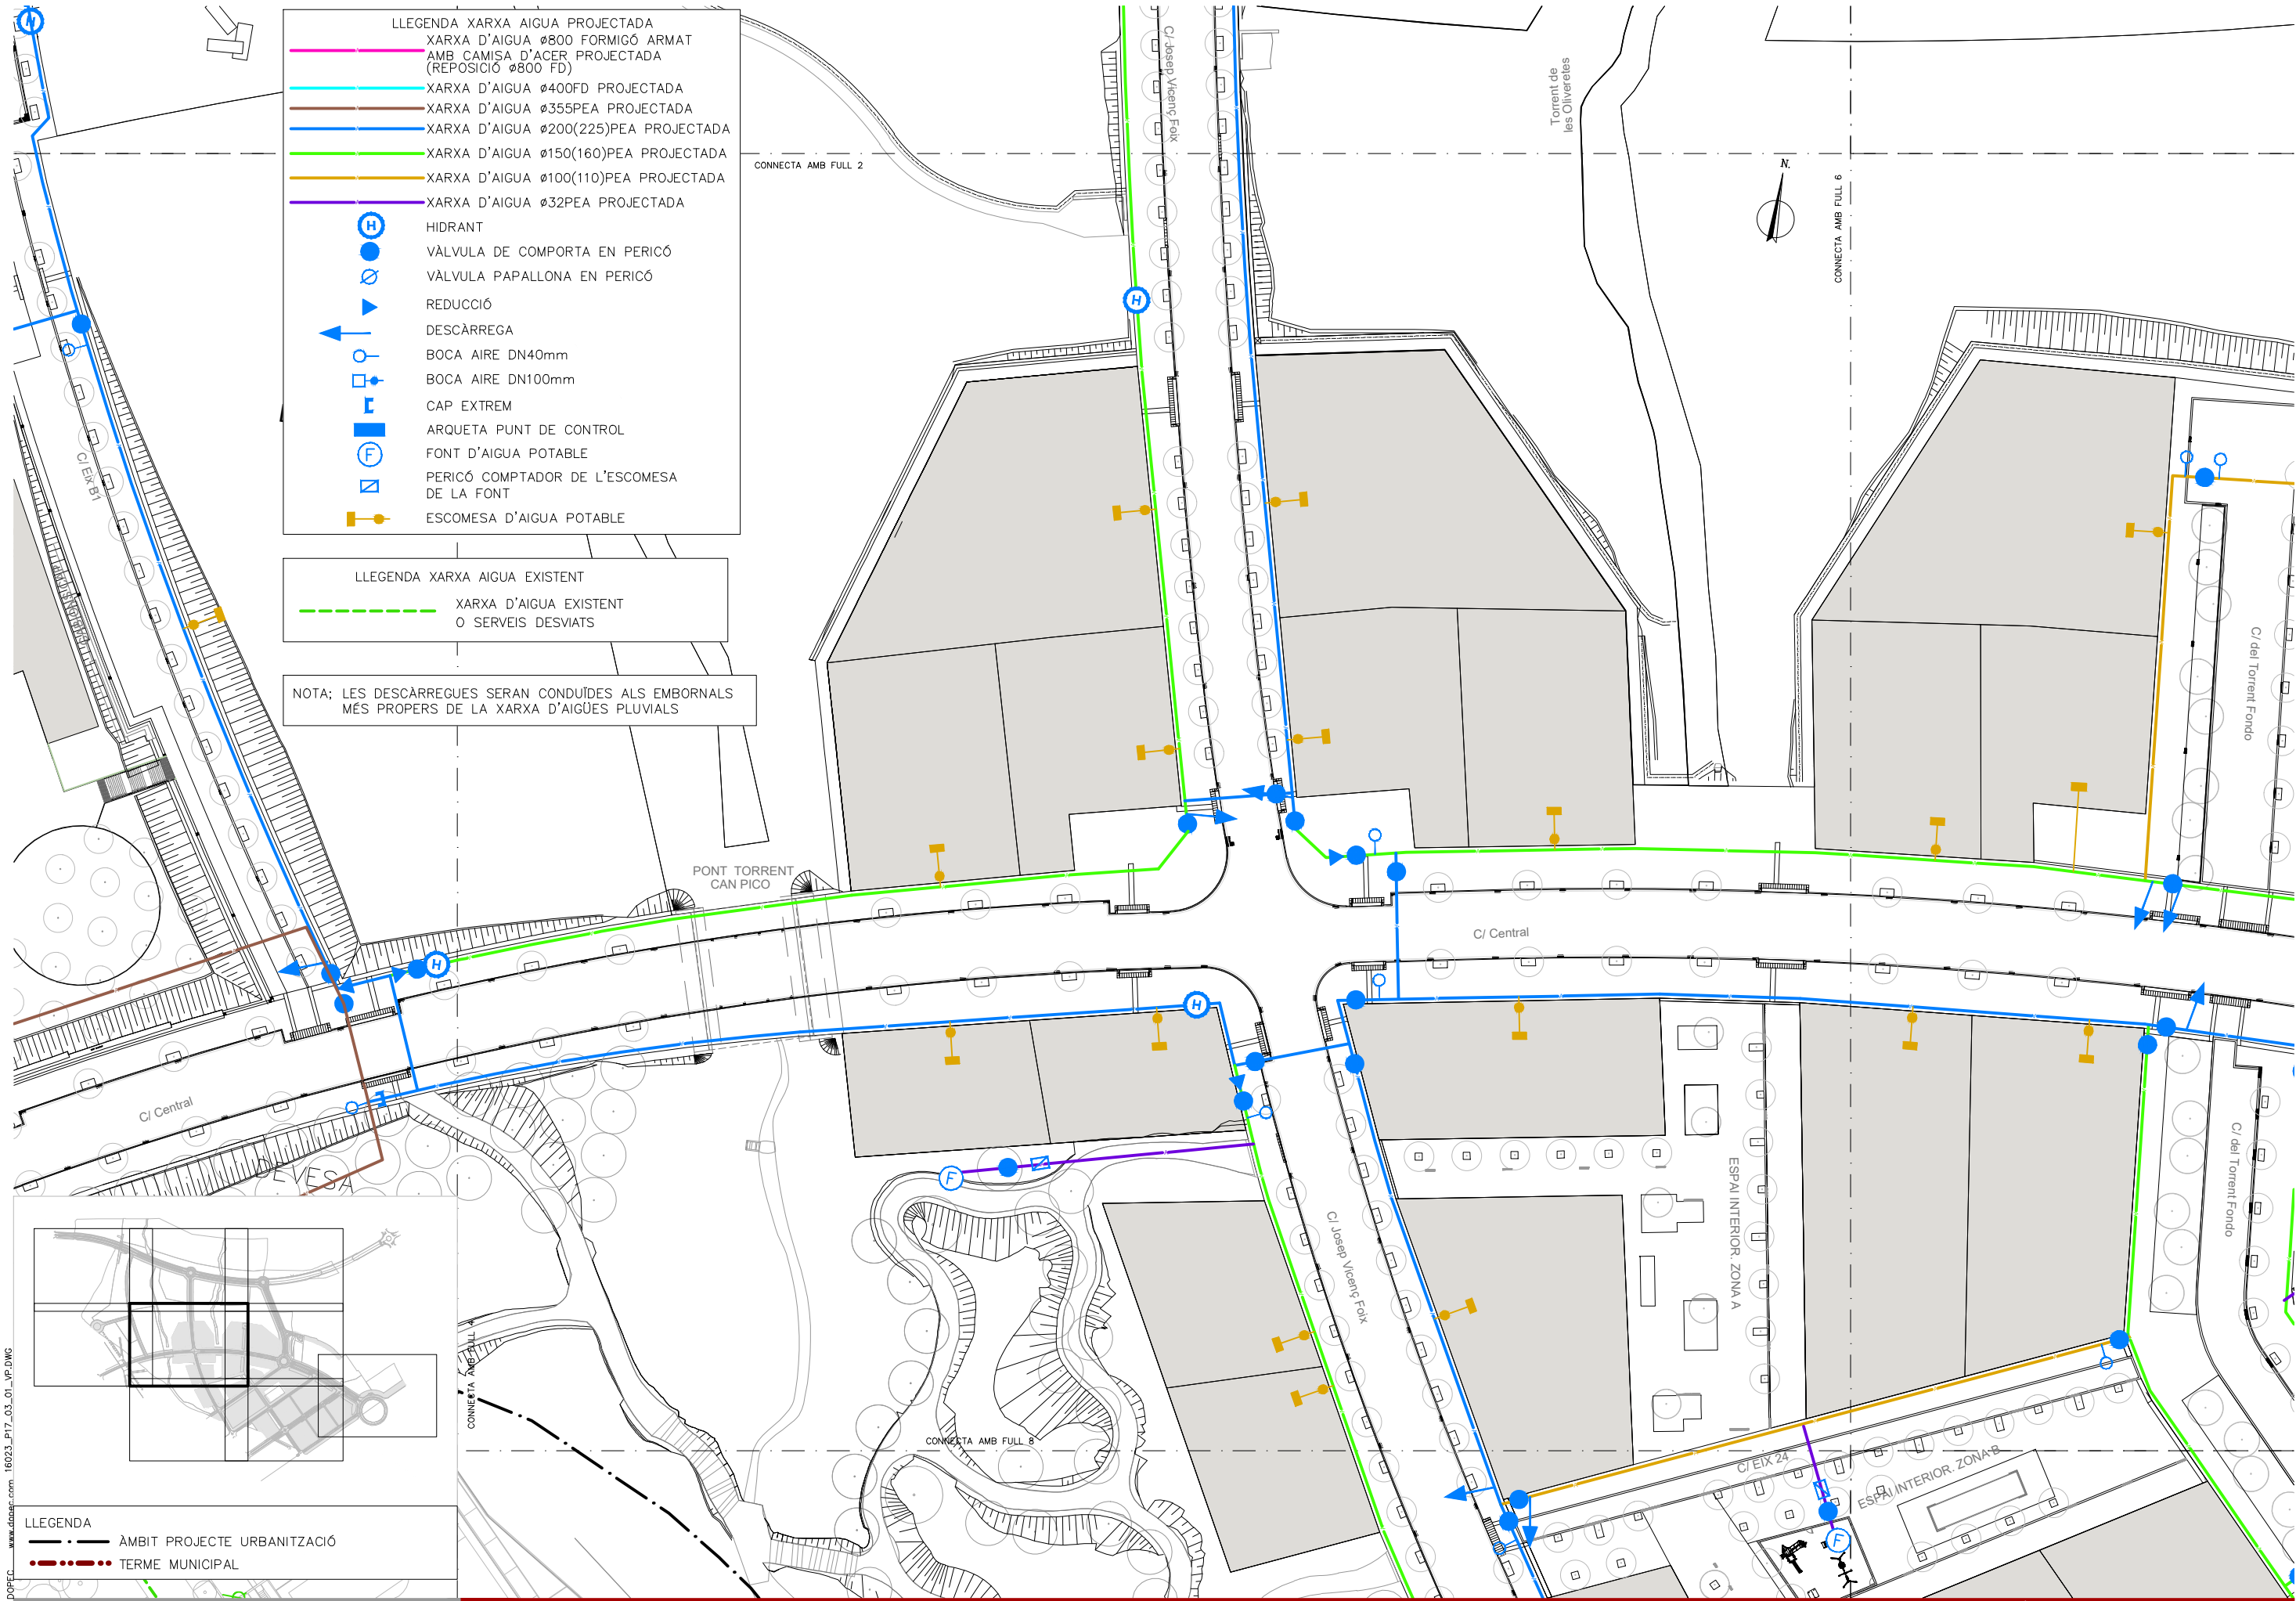 LLEGENDA XARXA AIGUA PROJECTADA
XARXA D'AIGUA ø800 FORMIGÓ ARMAT
AMB CAMISA D'ACER PROJECTADA
(REPOSICIÓ ø800 FD)
XARXA D'AIGUA ø400FD PROJECTADA
XARXA D'AIGUA ø355PEA PROJECTADA
XARXA D'AIGUA ø200(225)PEA PROJECTADA
XARXA D'AIGUA ø150(160)PEA PROJECTADA
XARXA D'AIGUA ø100(110)PEA PROJECTADA
XARXA D'AIGUA ø32PEA PROJECTADA
H HIDRANT
VÀLVULA DE COMPORTA EN PERICÓ
VÀLVULA PAPALLONA EN PERICÓ
REDUCCIÓ
DESCÀRREGA
BOCA AIRE DN40mm
BOCA AIRE DN100mm
CAP EXTREM
ARQUETA PUNT DE CONTROL
F FONT D'AIGUA POTABLE
PERICÓ COMPTADOR DE L'ESCOMESA
DE LA FONT
ESCOMESA D'AIGUA POTABLE
LLEGENDA XARXA AIGUA EXISTENT
XARXA D'AIGUA EXISTENT
O SERVEIS DESVIATS
NOTA; LES DESCÀRREGUES SERAN CONDUÏDES ALS EMBORNALS
MÉS PROPERS DE LA XARXA D'AIGÜES PLUVIALS
H
C/ Eix B1
CONNECTA AMB FULL 2
C/ Josep Vicenç Foix
H
Torrent de
les Oliveretes
N.
CONNECTA AMB FULL 6
C/ del Torrent Fondo
PONT TORRENT
CAN PICO
C/ Central
H
H
C/ Central
DEVESA
F
C/ Josep Vicenç Foix
ESPAI INTERIOR. ZONA A
C/ del Torrent Fondo
CONNECTA AMB FULL 4
CONNECTA AMB FULL 8
C/ EIX 24
ESPAI INTERIOR. ZONA B
F
LLEGENDA
ÀMBIT PROJECTE URBANITZACIÓ
TERME MUNICIPAL
DOPEC www.dopec.com 16023_P17_03_01_VP.DWG